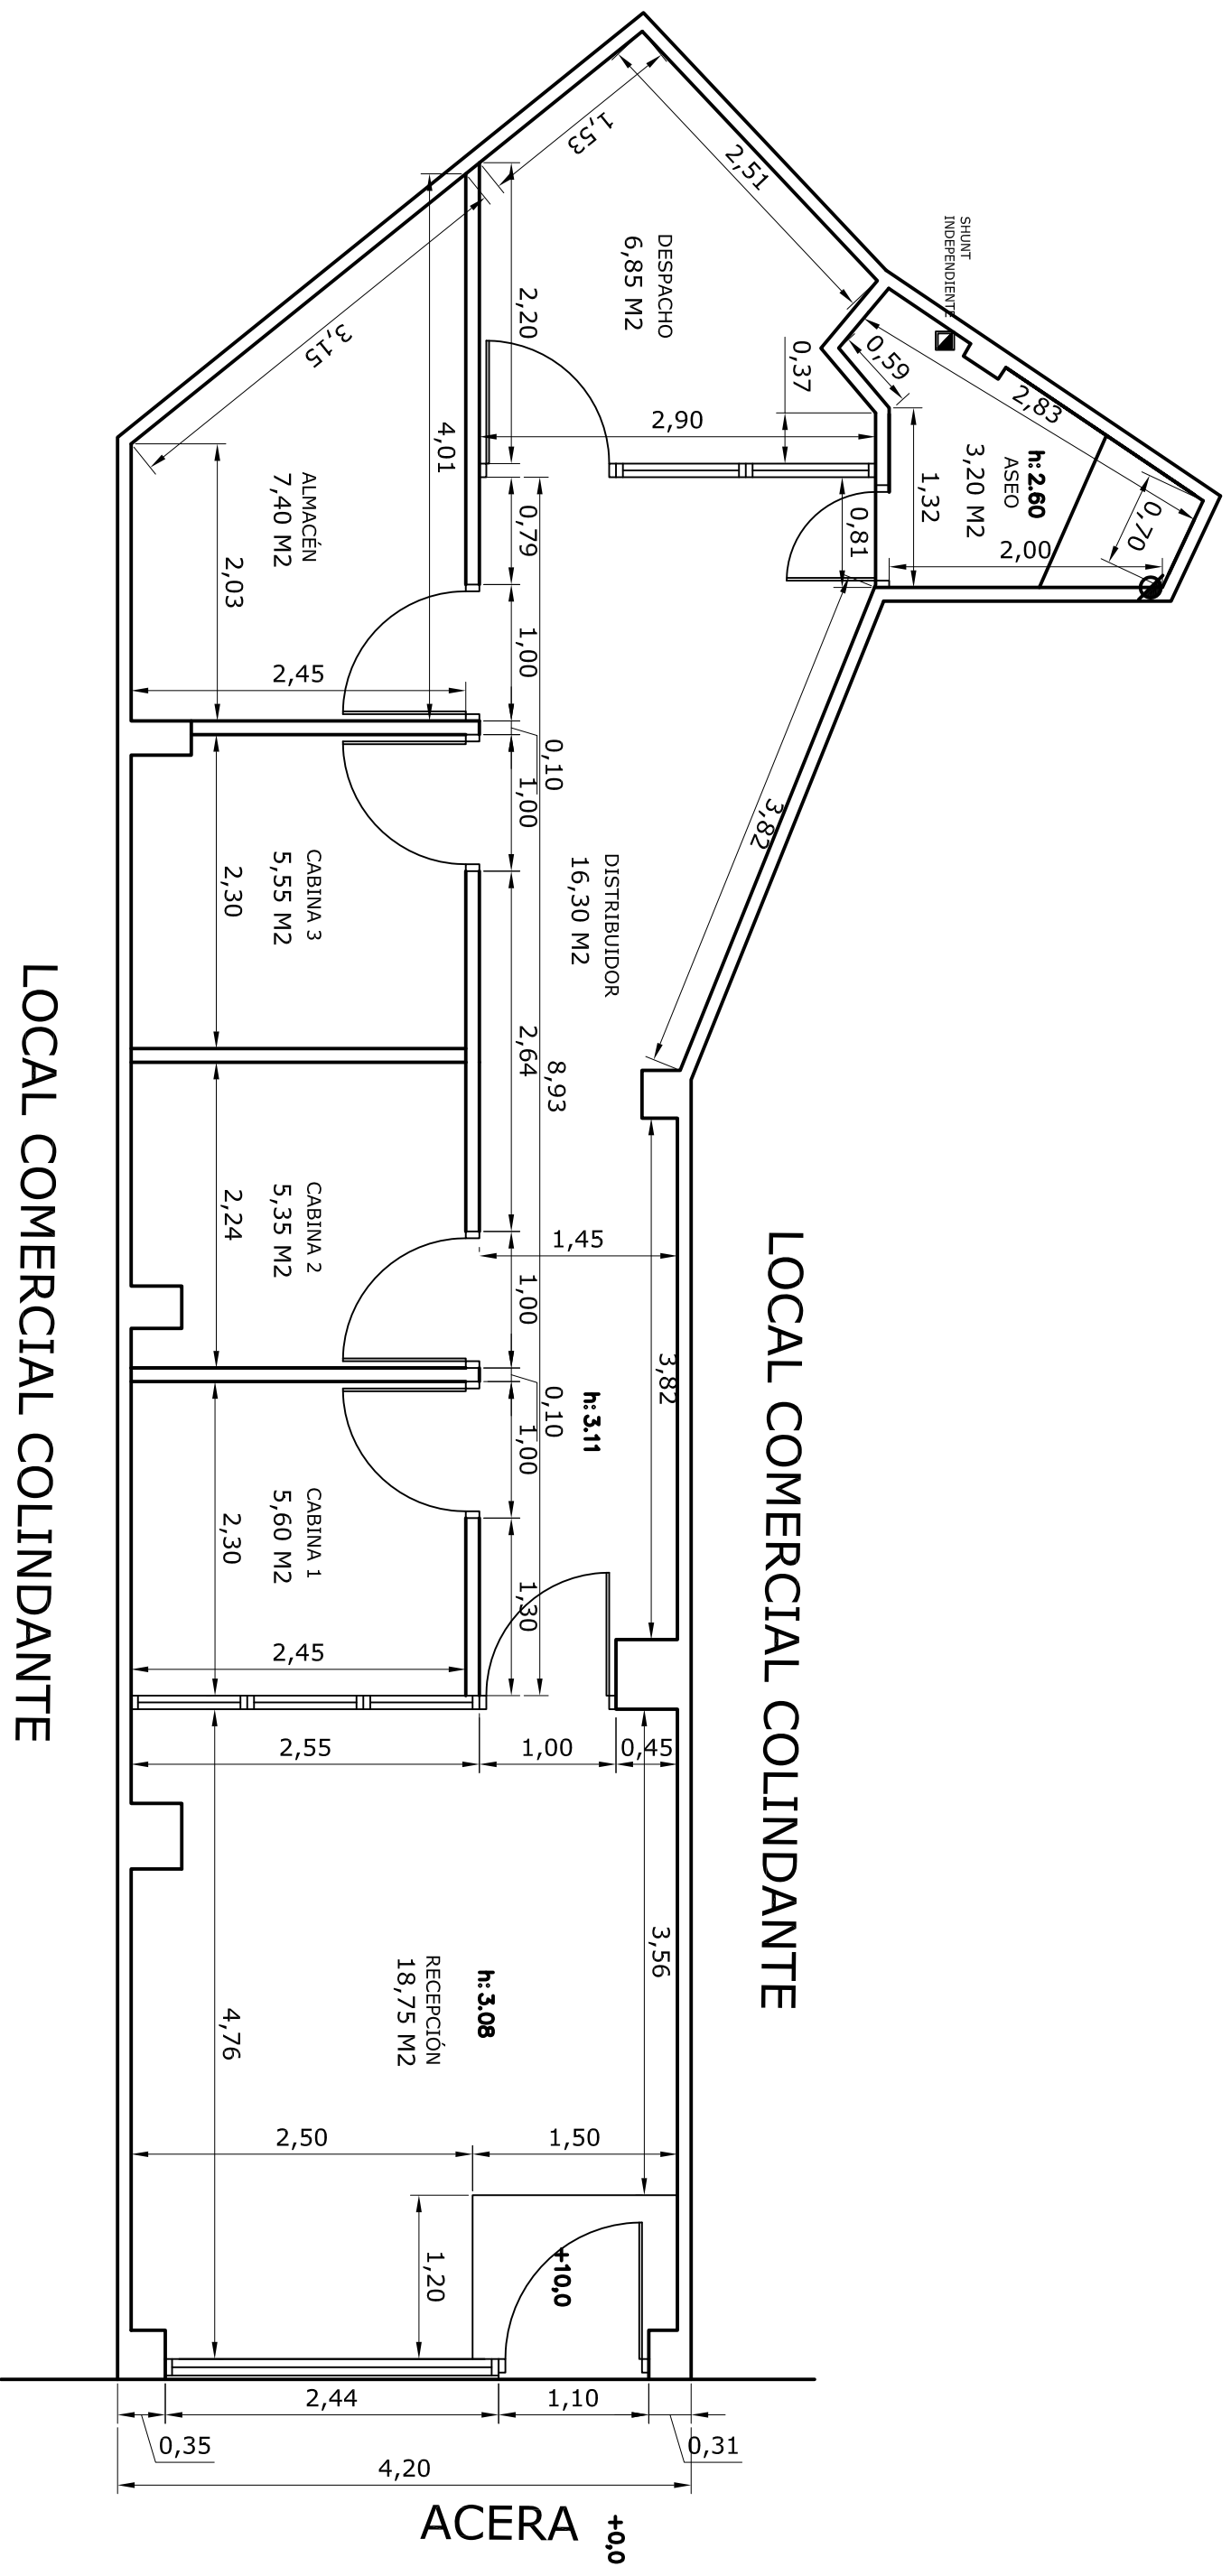 1,53
2,51
SHUNT
INDEPENDIENTE
DESPACHO
6,85 M2
2,20
0,37
0,59
2,83
3,15
4,01
2,90
h: 2.60
ASEO
3,20 M2
1,32
0,70
2,00
0,79
0,81
ALMACÉN
7,40 M2
2,03
2,45
1,00
0,10
1,00
3,82
CABINA 3
5,55 M2
2,30
DISTRIBUIDOR
16,30 M2
2,64
8,93
CABINA 2
5,35 M2
2,24
1,45
1,00
0,10
1,00
3,82
h: 3.11
CABINA 1
5,60 M2
2,30
1,30
2,45
2,55
1,00
0,45
LOCAL COMERCIAL COLINDANTE
LOCAL COMERCIAL COLINDANTE
3,56
RECEPCIÓN
18,75 M2
h: 3.08
4,76
2,50
1,50
1,20
+10,0
2,44
1,10
0,35
0,31
4,20
ACERA
+0,0